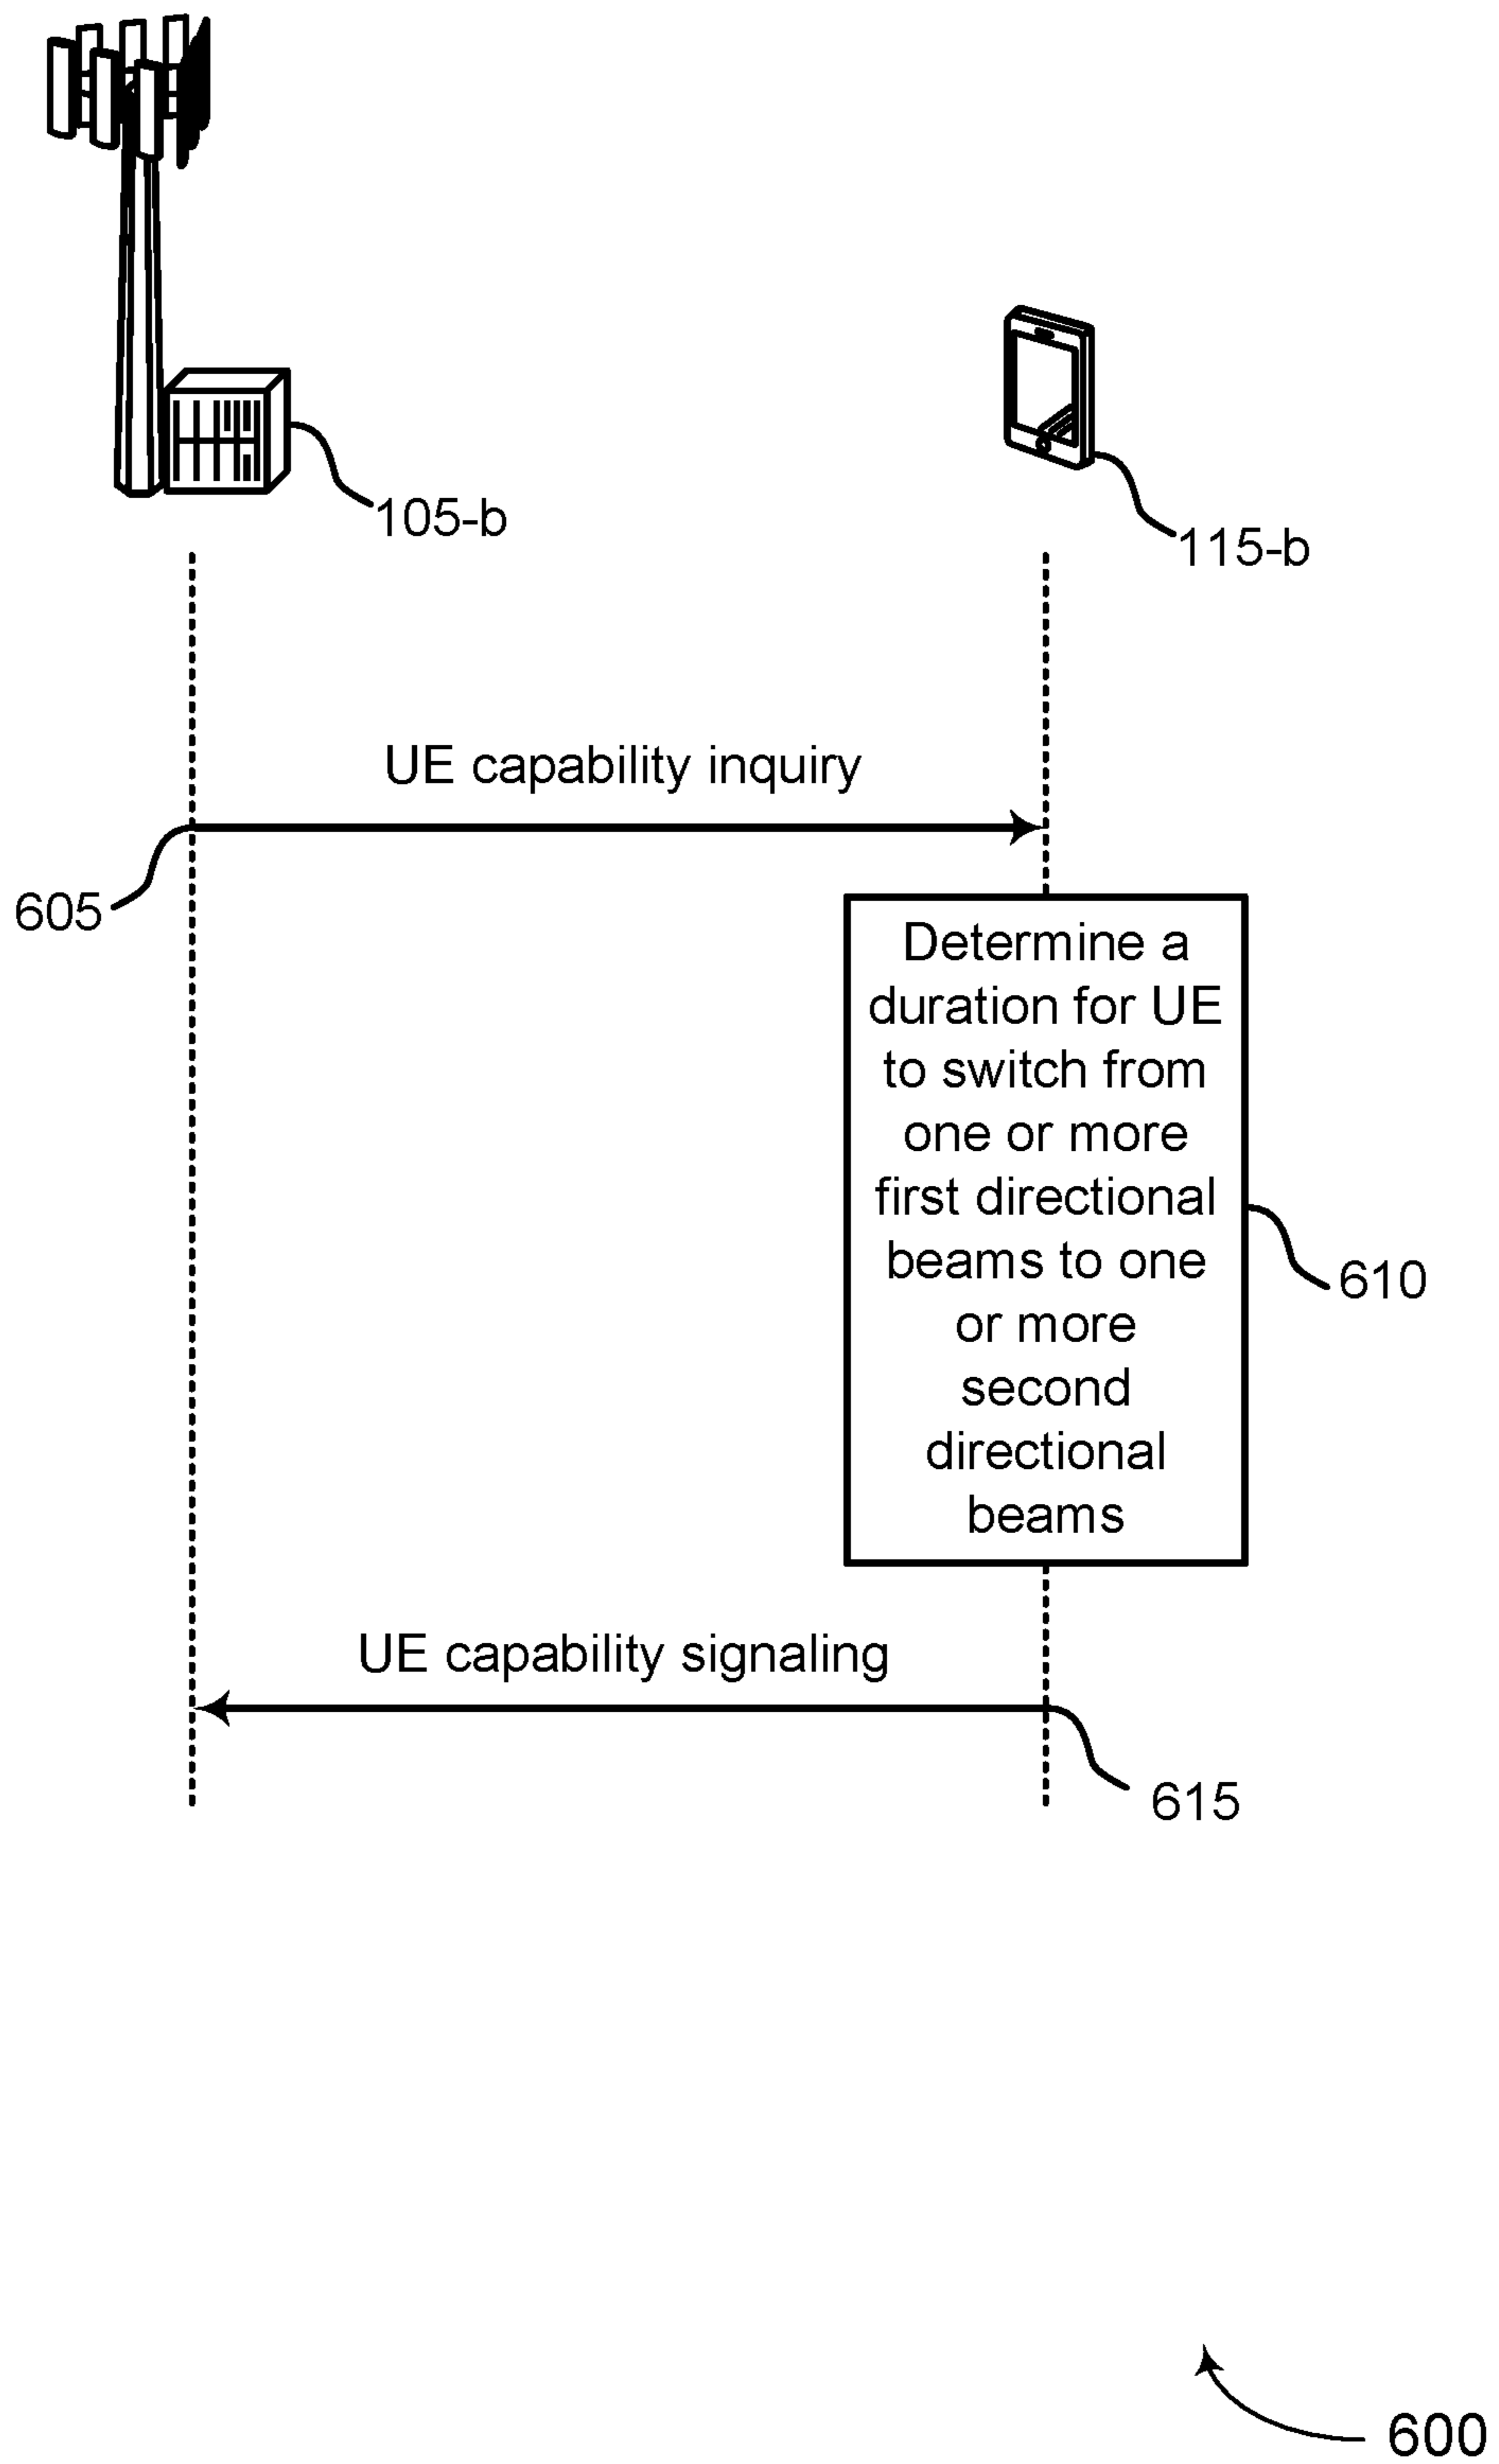 105-b
115-b
UE capability inquiry
605
Determine a
duration for UE
to switch from
one or more
first directional
beams to one
or more
second
directional
beams
610
UE capability signaling
615
600